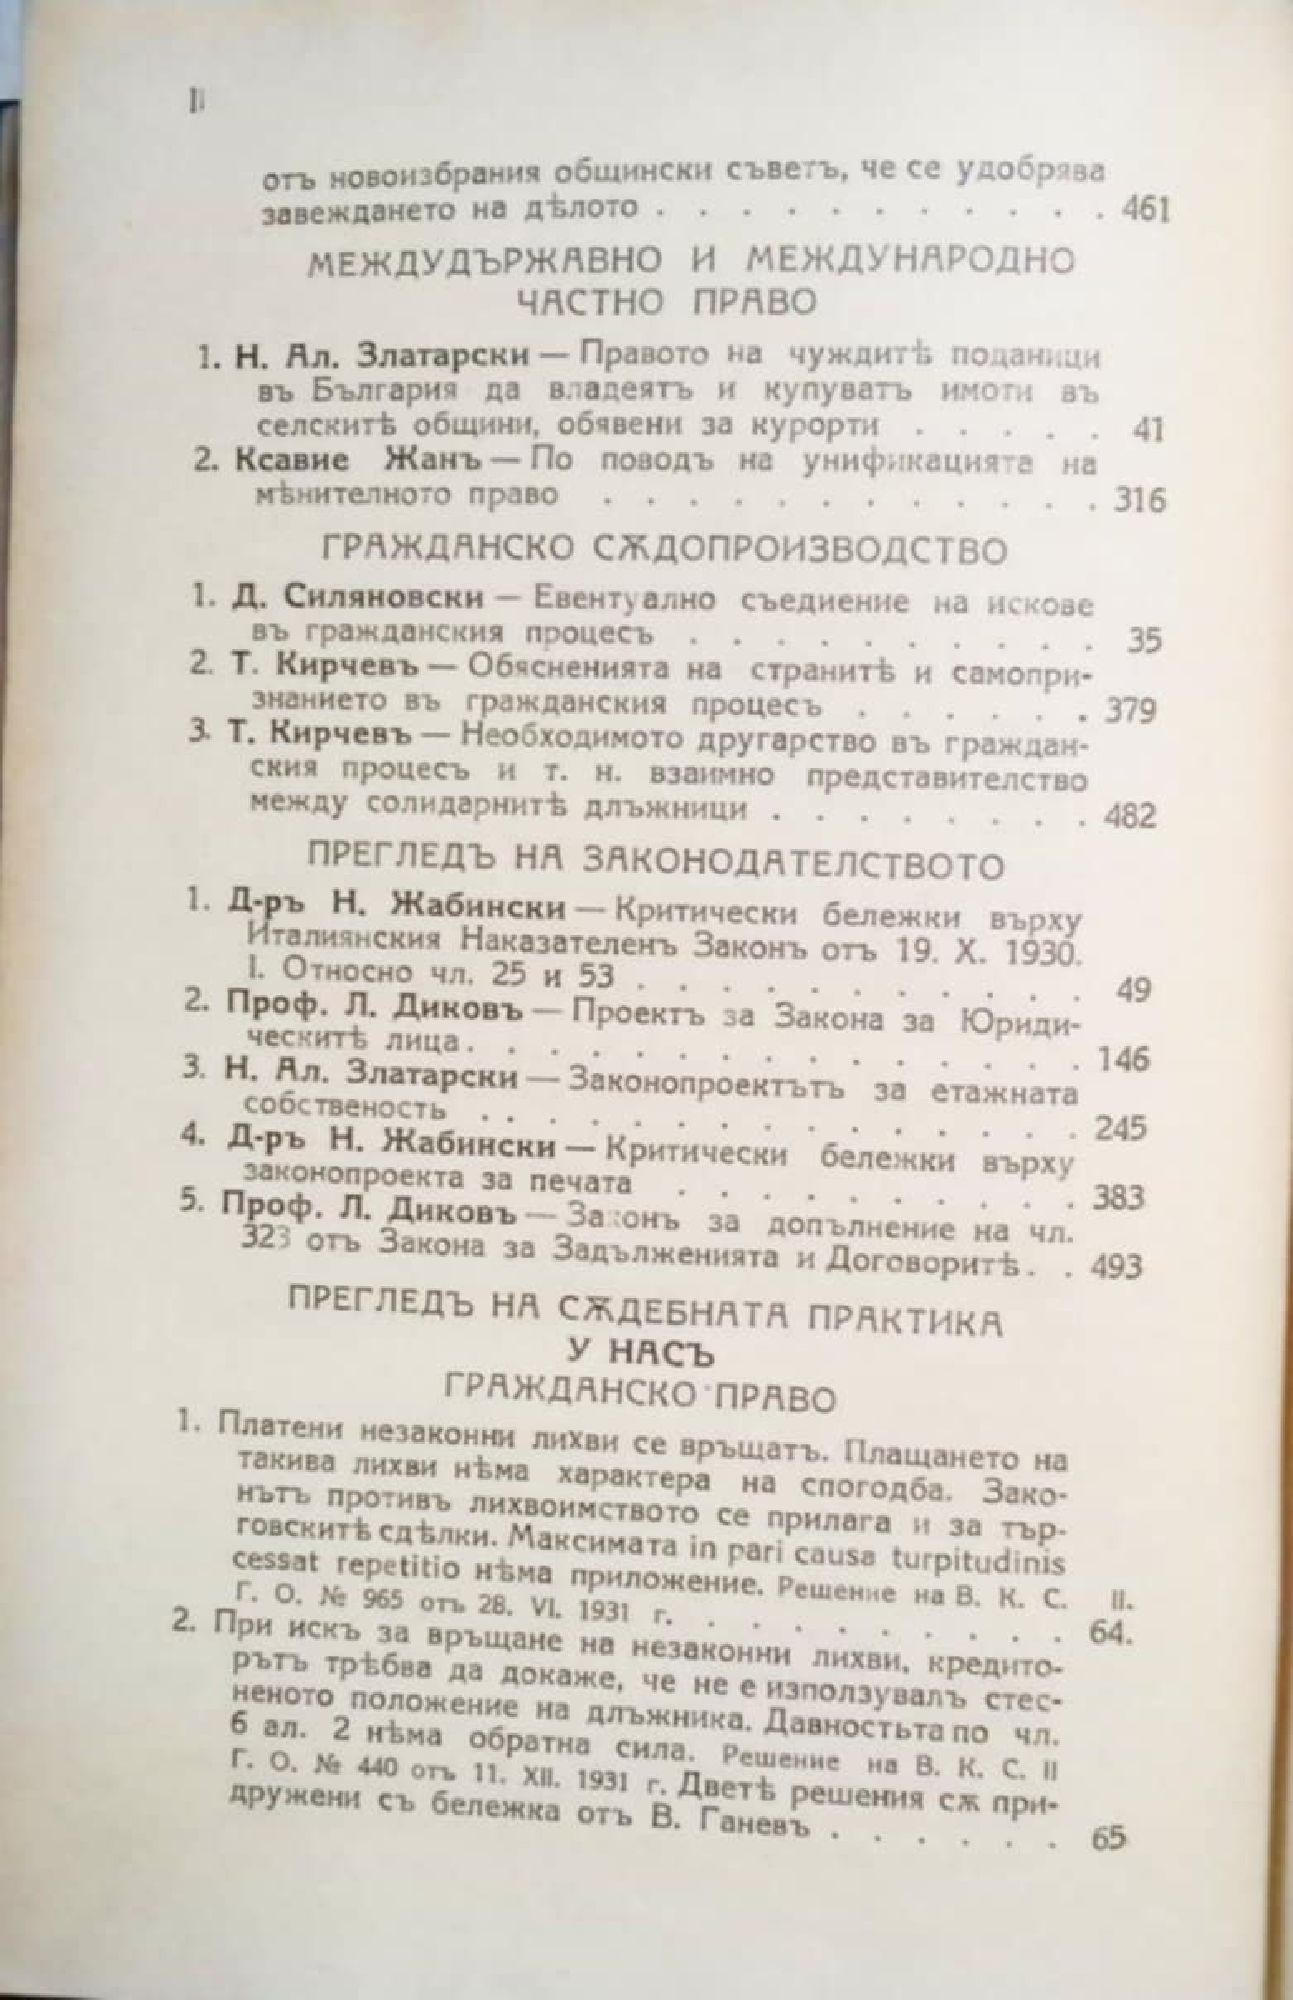 II
отъ новоизбрания общински съветъ, че се удобрява
завеждането на дѣлото . . . . . . . . . . . 461
МЕЖДУДЪРЖАВНО И МЕЖДУНАРОДНО
ЧАСТНО ПРАВО
1. Н. Ал. Златарски — Правото на чуждитѣ поданици
въ България да владеятъ и купуватъ имоти въ
селскитѣ общини, обявени за курорти . . . . . 41
2. Ксавие Жанъ — По поводъ на унификацията на
мѣнителното право . . . . . . . . . . . . 316
ГРАЖДАНСКО СѪДОПРОИЗВОДСТВО
1. Д. Силяновски — Евентуално съедиение на искове
въ гражданския процесъ . . . . . . . . . . 35
2. Т. Кирчевъ — Обясненията на странитѣ и самопри-
знанието въ гражданския процесъ . . . . . . 379
3. Т. Кирчевъ — Необходимото другарство въ граждан-
ския процесъ и т. н. взаимно представителство
между солидарнитѣ длъжници . . . . . . . . 482
ПРЕГЛЕДЪ НА ЗАКОНОДАТЕЛСТВОТО
1. Д-ръ Н. Жабински — Критически бележки върху
Италиянския Наказателенъ Законъ отъ 19. X. 1930.
I. Относно чл. 25 и 53 . . . . . . . . . . . 49
2. Проф. Л. Диковъ — Проектъ за Закона за Юриди-
ческитѣ лица. . . . . . . . . . . . . . . 146
3. Н. Ал. Златарски — Законопроектътъ за етажната
собственость . . . . . . . . . . . . . . . 245
4. Д-ръ Н. Жабински — Критически бележки върху
законопроекта за печата . . . . . . . . . . 383
5. Проф. Л. Диковъ — Законъ за допълнение на чл.
323 отъ Закона за Задълженията и Договоритѣ. . 493
ПРЕГЛЕДЪ НА СѪДЕБНАТА ПРАКТИКА
У НАСЪ
ГРАЖДАНСКО ПРАВО
1. Платени незаконни лихви се връщатъ. Плащането на
такива лихви нѣма характера на спогодба. Зако-
нътъ противъ лихвоимството се прилага и за тър-
говскитѣ сдѣлки. Максимата in pari causa turpitudinis
cessat repetitio нѣма приложение. Решение на В. К. С. II.
Г. О. № 965 отъ 28. VI. 1931 г. . . . . . . . . . 64.
2. При искъ за връщане на незаконни лихви, кредито-
рътъ трѣбва да докаже, че не е използувалъ стес-
неното положение на длъжника. Давностьта по чл.
6 ал. 2 нѣма обратна сила. Решение на В. К. С. II
Г. О. № 440 отъ 11. XII. 1931 г. Дветѣ решения сѫ при-
дружени съ бележка отъ В. Ганевъ . . . . . . 65